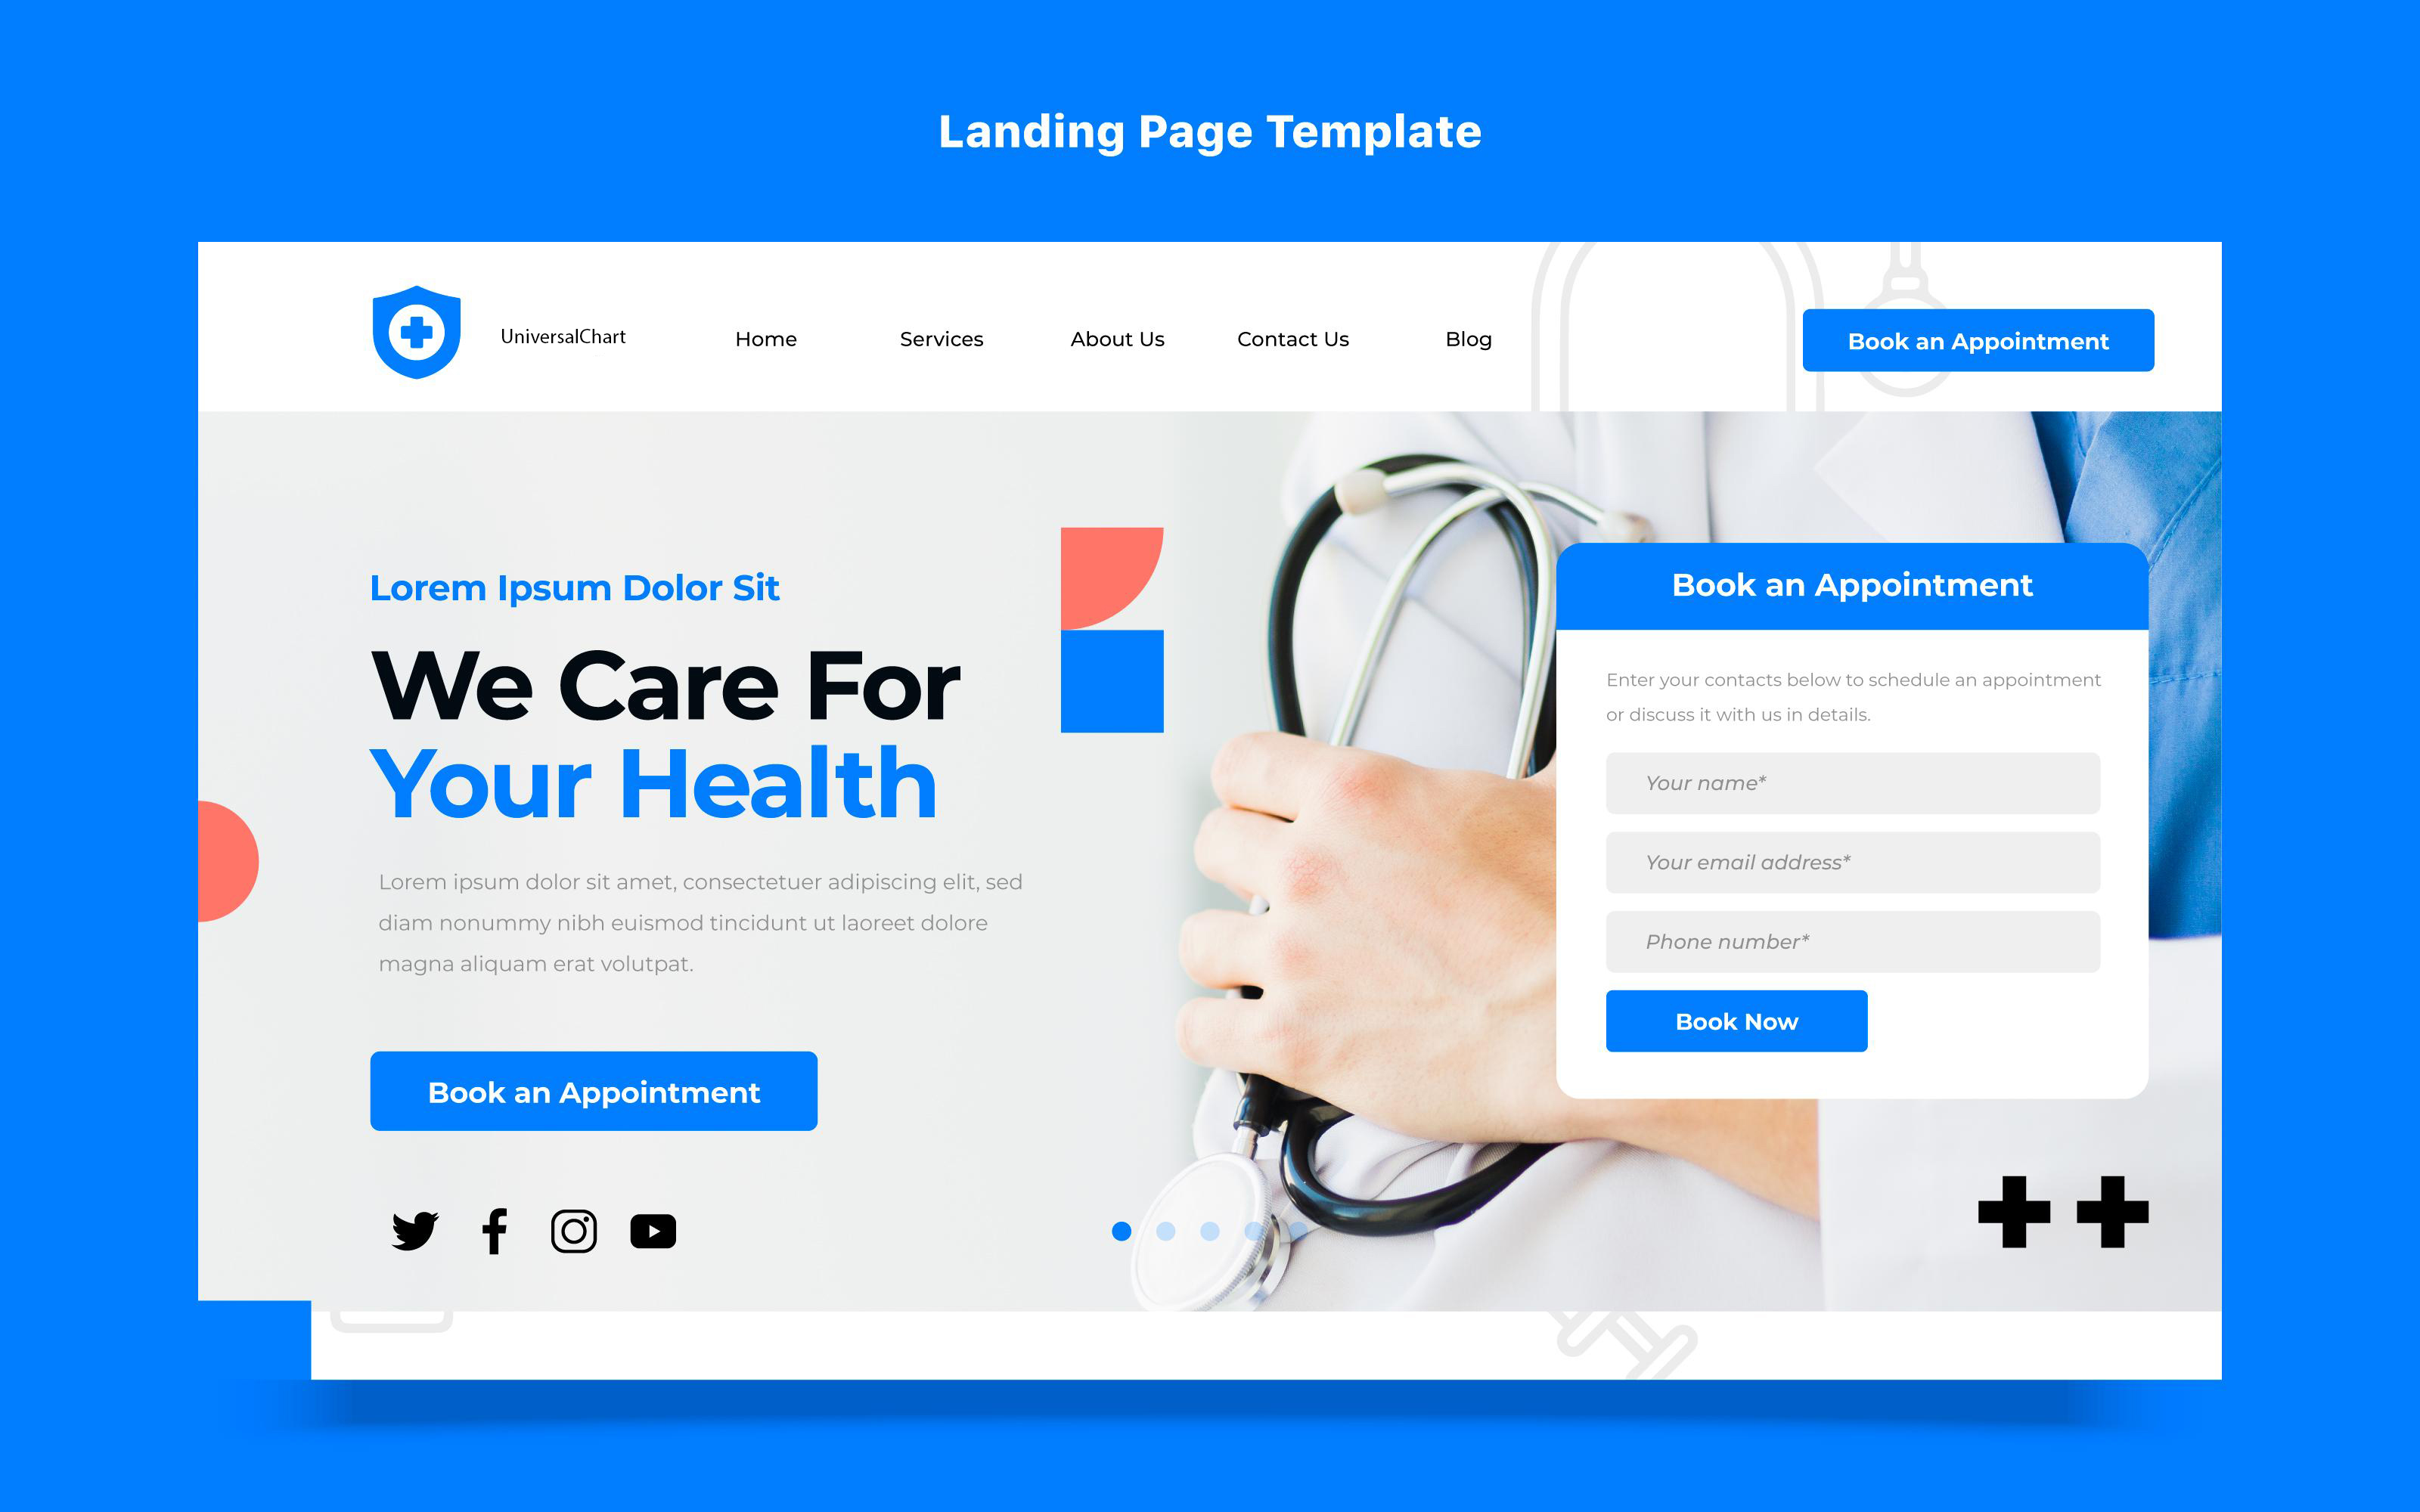 Landing Page Template
UniversalChart
Home
Services
About Us
Contact Us
Blog
Book an Appointment
Lorem Ipsum Dolor Sit
We Care For
Your Health
Lorem ipsum dolor sit amet, consectetuer adipiscing elit, sed
diam nonummy nibh euismod tincidunt ut laoreet dolore
magna aliquam erat volutpat.
Book an Appointment
Book an Appointment
Enter your contacts below to schedule an appointment
or discuss it with us in details.
Your name*
Your email address*
Phone number*
Book Now